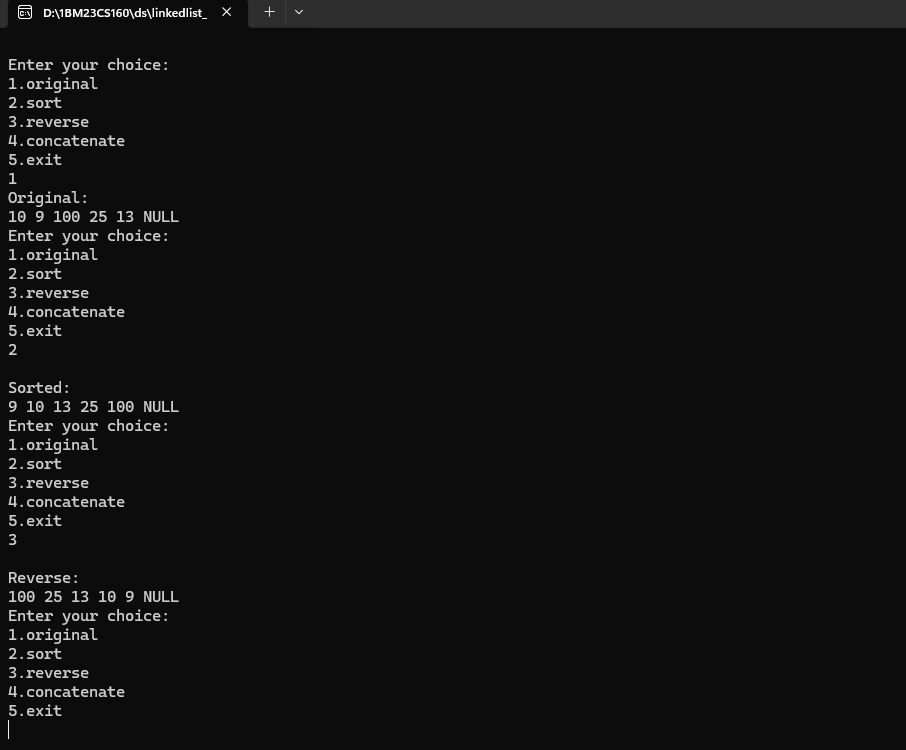 D:\1BM23CS160\ds\linkedlist_
Enter your choice:
1.original
2.sort
3.reverse
4.concatenate
5.exit
1
Original:
10 9 100 25 13 NULL
Enter your choice:
1.original
2.sort
3.reverse
4.concatenate
5.exit
2
Sorted:
9 10 13 25 100 NULL
Enter your choice:
1.original
2.sort
3.reverse
4.concatenate
5.exit
3
Reverse:
100 25 13 10 9 NULL
Enter your choice:
1.original
2.sort
3.reverse
4.concatenate
5.exit